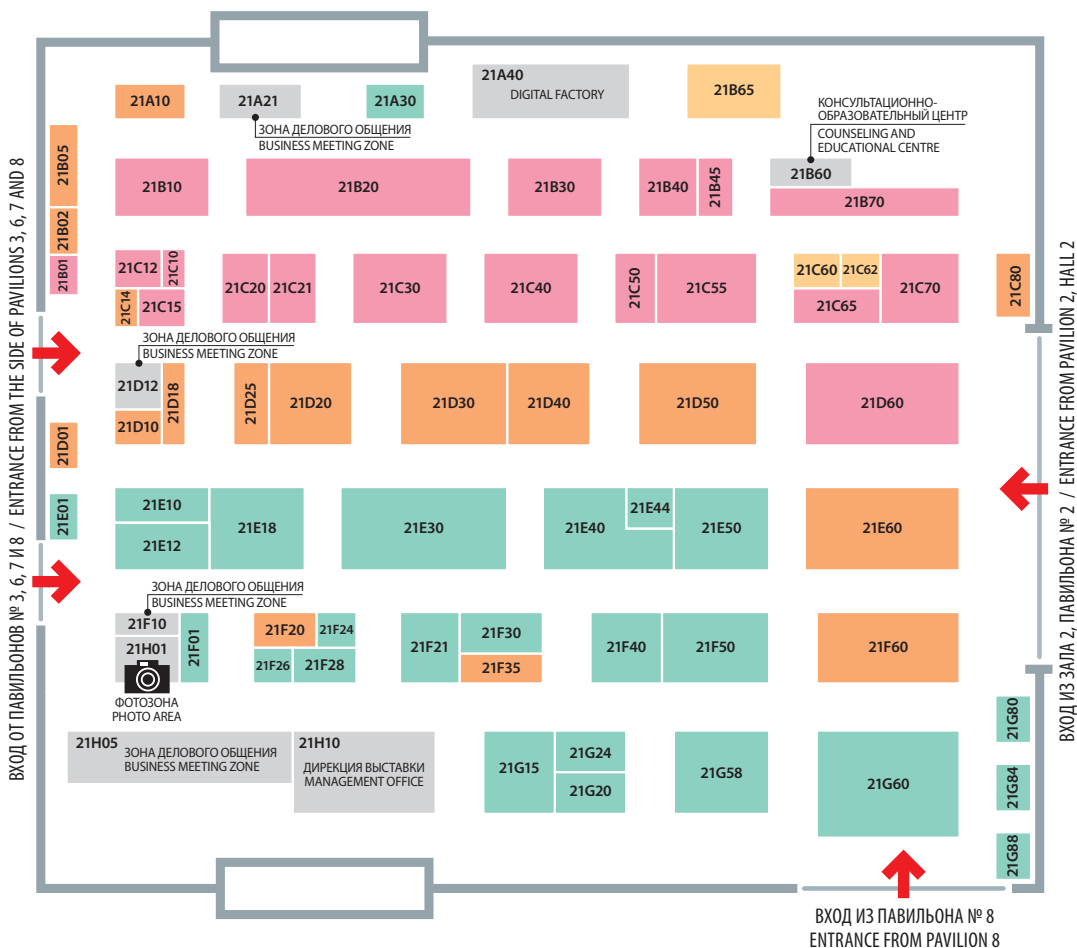 21A40
DIGITAL FACTORY
21A10
21A21
21A30
21B65
ЗОНА ДЕЛОВОГО ОБЩЕНИЯ
BUSINESS MEETING ZONE
КОНСУЛЬТАЦИОННО-
ОБРАЗОВАТЕЛЬНЫЙ ЦЕНТР
COUNSELING AND
EDUCATIONAL CENTRE
21B05
21B02
21B01
21B10
21B20
21B30
21B40
21B45
21B60
21B70
21C12
21C10
21C14
21C15
21C20
21C21
21C30
21C40
21C50
21C55
21C60
21C62
21C65
21C70
21C80
ЗОНА ДЕЛОВОГО ОБЩЕНИЯ
BUSINESS MEETING ZONE
21D12
21D10
21D18
21D25
21D20
21D30
21D40
21D50
21D60
21D01
21E01
21E10
21E12
21E18
21E30
21E40
21E44
21E50
21E60
ЗОНА ДЕЛОВОГО ОБЩЕНИЯ
BUSINESS MEETING ZONE
21F10
21H01
21F01
ФОТОЗОНА
PHOTO AREA
21F20
21F24
21F26
21F28
21F21
21F30
21F35
21F40
21F50
21F60
21H05
ЗОНА ДЕЛОВОГО ОБЩЕНИЯ
BUSINESS MEETING ZONE
21H10
ДИРЕКЦИЯ ВЫСТАВКИ
MANAGEMENT OFFICE
21G15
21G24
21G20
21G58
21G60
21G80
21G84
21G88
ВХОД ОТ ПАВИЛЬОНОВ № 3, 6, 7 И 8 / ENTRANCE FROM THE SIDE OF PAVILIONS 3, 6, 7 AND 8
ВХОД ИЗ ЗАЛА 2, ПАВИЛЬОНА № 2 / ENTRANCE FROM PAVILION 2, HALL 2
ВХОД ИЗ ПАВИЛЬОНА № 8
ENTRANCE FROM PAVILION 8